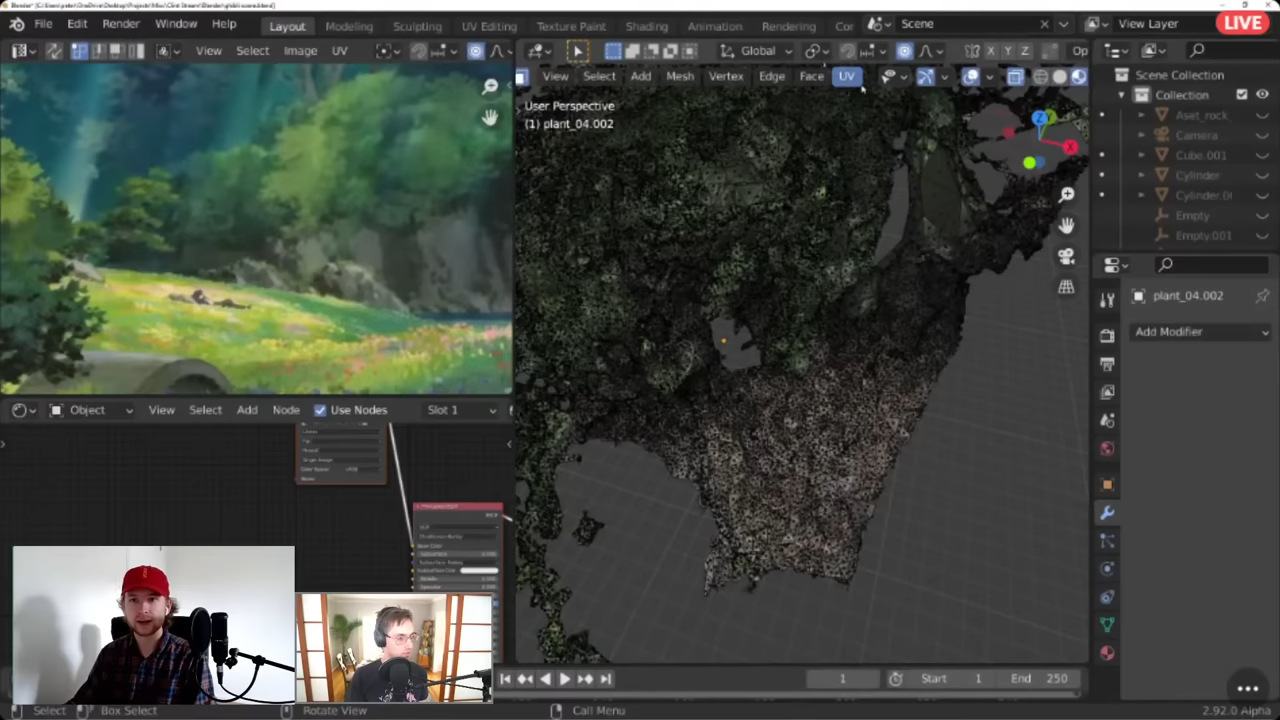 File Edit Render Window Help
Layout Modeling Sculpting UV Editing Texture Paint Shading Animation Rendering
Scene
View Layer
LIVE
View Select Image UV
Global
Op
View Select Add Mesh Vertex Edge Face UV
User Perspective
(1) plant_04.002
X Y Z
Z
X
Scene Collection
Collection
Aset_rock
Camera
Cube.001
Cylinder
Empty
Empty.001
plant_04.002
Add Modifier
Object View Select Add Node Use Nodes Slot 1
1
Start 1
End 250
Select Box Select Rotate View Call Menu 2.92.0 Alpha